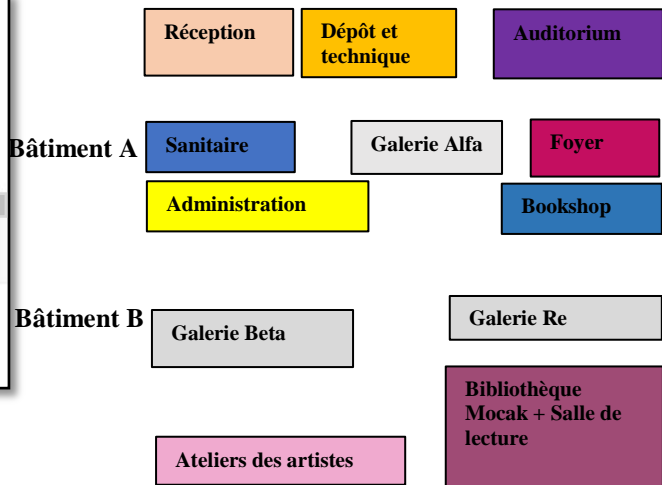 Réception
Dépôt et
technique
Auditorium
Bâtiment A
Sanitaire
Galerie Alfa
Foyer
Administration
Bookshop
Bâtiment B
Galerie Beta
Galerie Re
Bibliothèque
Mocak + Salle de
lecture
Ateliers des artistes